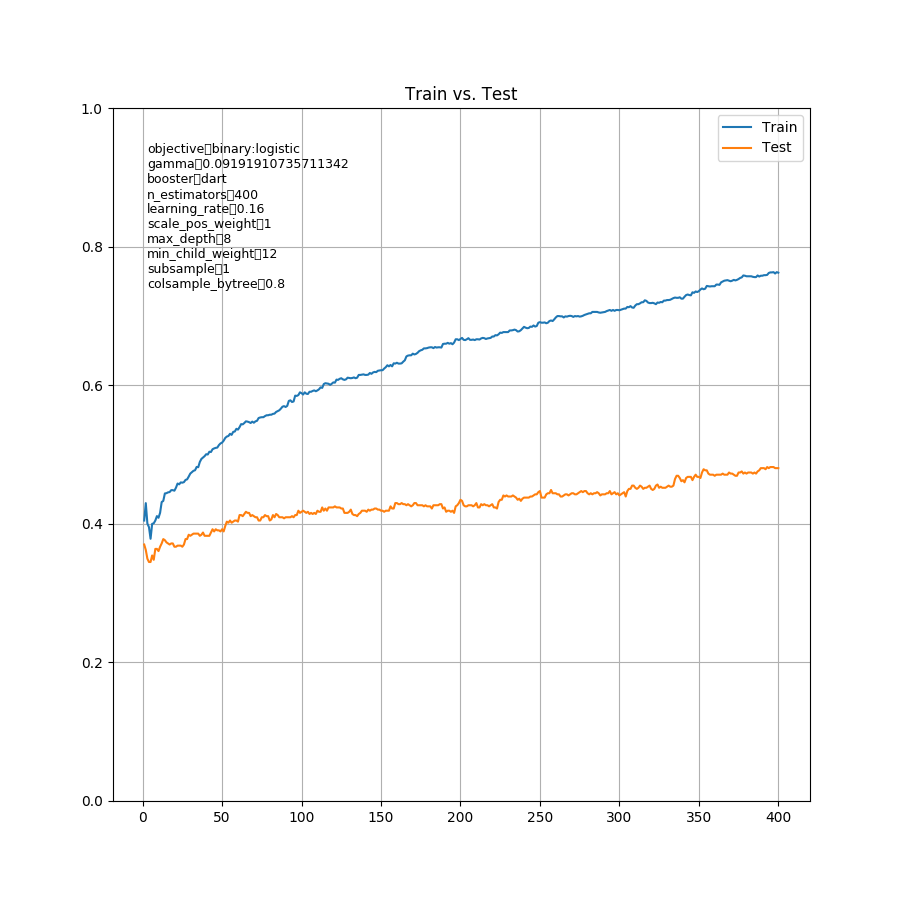 Train vs. Test
1.0
0.8
0.6
0.4
0.2
0.0
objective▯binary:logistic
gamma▯0.09191910735711342
booster▯dart
n_estimators▯400
learning_rate▯0.16
scale_pos_weight▯1
max_depth▯8
min_child_weight▯12
subsample▯1
colsample_bytree▯0.8
Train
Test
0 50 100 150 200 250 300 350 400